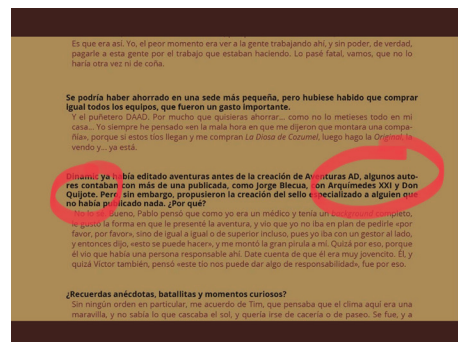 Es que era así. Yo, el peor momento era ver a la gente trabajando ahí, y sin poder, de verdad,
pagarle a esta gente por el trabajo que estaban haciendo. Lo pasé fatal, vamos, que no lo
haría otra vez ni de coña.
Se podría haber ahorrado en una sede más pequeña, pero hubiese habido que comprar
igual todos los equipos, que fueron un gasto importante.
Y el puñetero DAAD. Por mucho que quisieras ahorrar... como no lo metieses todo en mi
casa... Yo siempre he pensado «en la mala hora en que me dijeron que montara una compa-
ñía», porque si estos tíos llegan y me compran La Diosa de Cozumel, luego hago la Original, la
vendo y... ya está.
Dinamic ya había editado aventuras antes de la creación de Aventuras AD, algunos auto-
res contaban con más de una publicada, como Jorge Blecua, con Arquímedes XXI y Don
Quijote. Pero, sin embargo, propusieron la creación del sello especializado a alguien que
no había publicado nada. ¿Por qué?
No lo sé. Bueno, Pablo pensó que como yo era un médico y tenía un background completo,
le gustó la forma en que le presenté la aventura, y vio que yo no iba en plan de pedirle «por
favor, por favor», sino de igual a igual o de superior incluso, pues yo iba con un gestor al lado,
y entonces dijo, «esto se puede hacer», y me montó la gran pirula a mí. Quizá por eso, porque
él vio que había una persona responsable ahí. Date cuenta de que él era muy jovencito. Él, y
quizá Víctor también, pensó «este tío nos puede dar algo de responsabilidad», fue por eso.
¿Recuerdas anécdotas, batallitas y momentos curiosos?
Sin ningún orden en particular, me acuerdo de Tim, que pensaba que el clima aquí era una
maravilla, y no sabía lo que cascaba el sol, y quería irse de cacería o de paseo. Se fue, y a